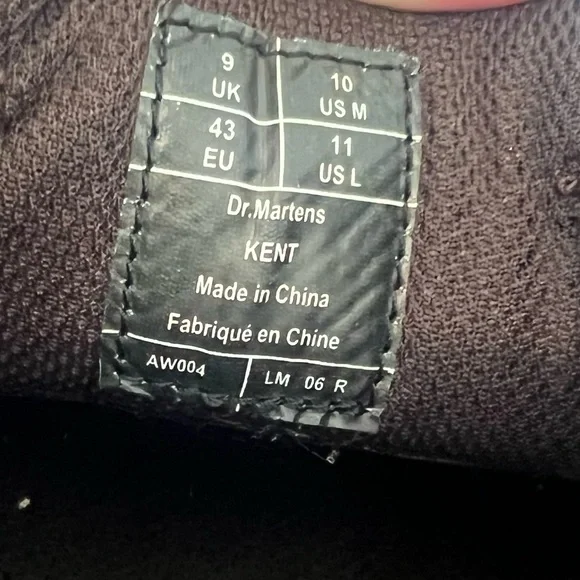 9
UK
10
US M
43
EU
11
US L
Dr.Martens
KENT
Made in China
Fabriqué en Chine
AW004
LM 06 R